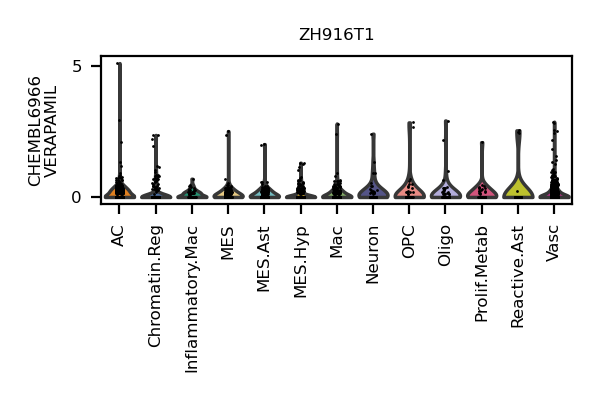 ZH916T1
CHEMBL6966
VERAPAMIL
5
0
AC
Chromatin.Reg
Inflammatory.Mac
MES
MES.Ast
MES.Hyp
Mac
Neuron
OPC
Oligo
Prolif.Metab
Reactive.Ast
Vasc